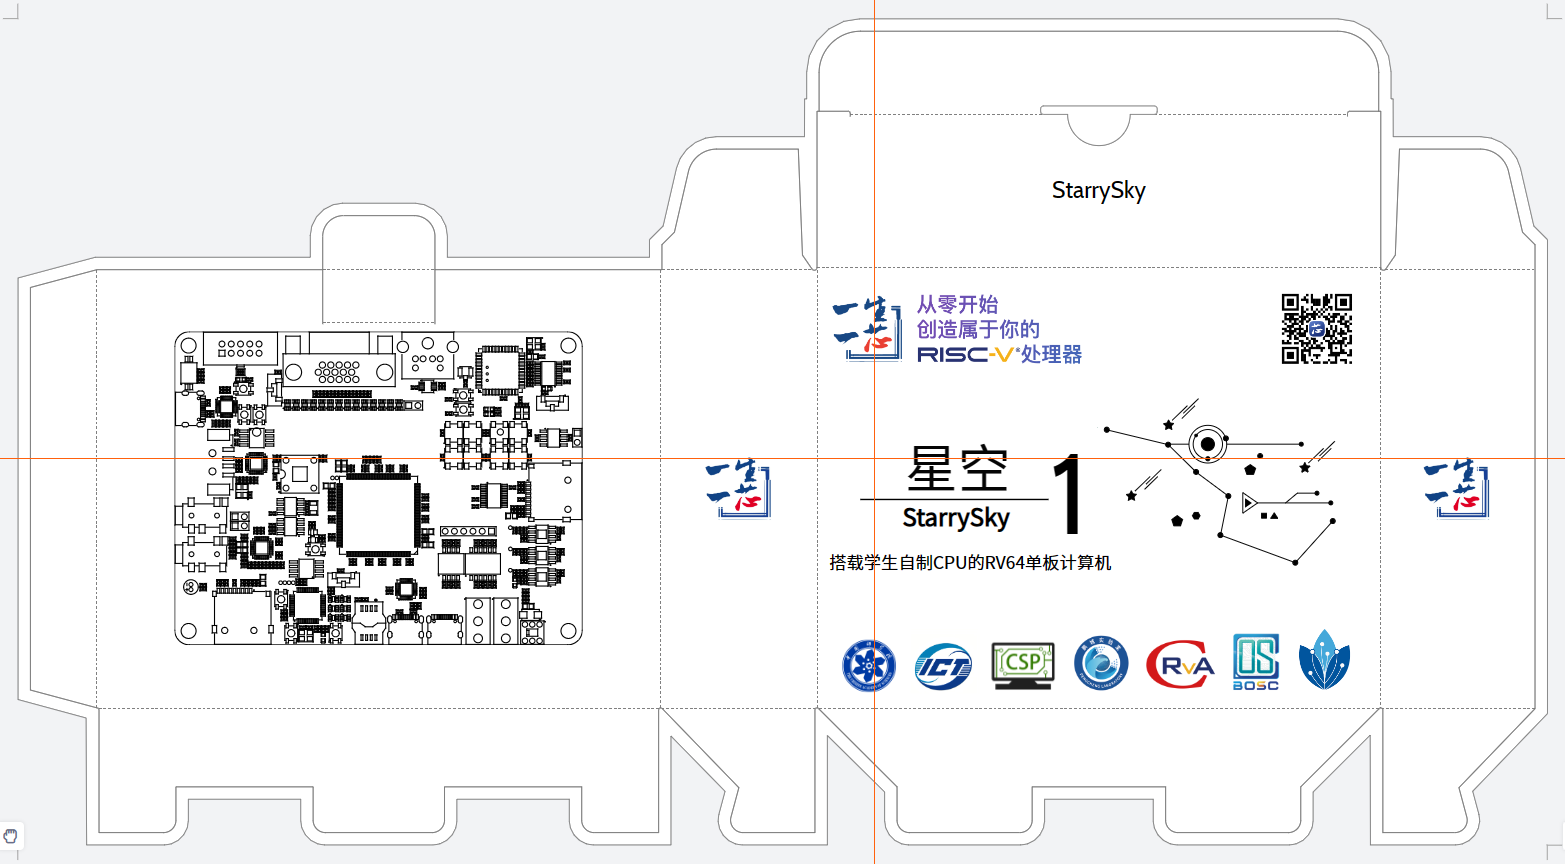 StarrySky
一生一芯
从零开始
创造属于你的
RISC-V®处理器
星空
StarrySky
1
搭载学生自制CPU的RV64单板计算机
一生一芯
一生一芯
ICT
CSP
CRVA
OS
BOSC